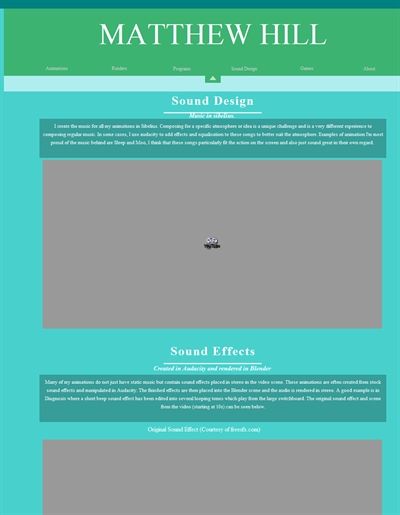 MATTHEW HILL
Animations Renders Programs Sound Design Games About
Sound Design
Music in sibelius.
I create the music for all my animations in Sibelius. Composing for a specific atmosphere or idea is a unique challenge and is a very different experience to
composing regular music. In some cases, I use audacity to add effects and equalization to these songs to better suit the atmosphere. Examples of animation I'm most
proud of the music behind are Sleep and Moa, I think that these songs particularly fit the action on the screen and also just sound great in their own regard.
Sound Effects
Created in Audacity and rendered in Blender
Many of my animations do not just have static music but contain sound effects placed in stereo in the video scene. These animations are often created from stock
sound effects and manipulated in Audacity. The finished effects are then placed into the Blender scene and the audio is rendered in stereo. A good example is in
Diagnosis where a short beep sound effect has been edited into several keeping tones which play from the large switchboard. The original sound effect and scene
from the video (starting at 18s) can be seen below.
Original Sound Effect (Courtesy of freesfx.com)